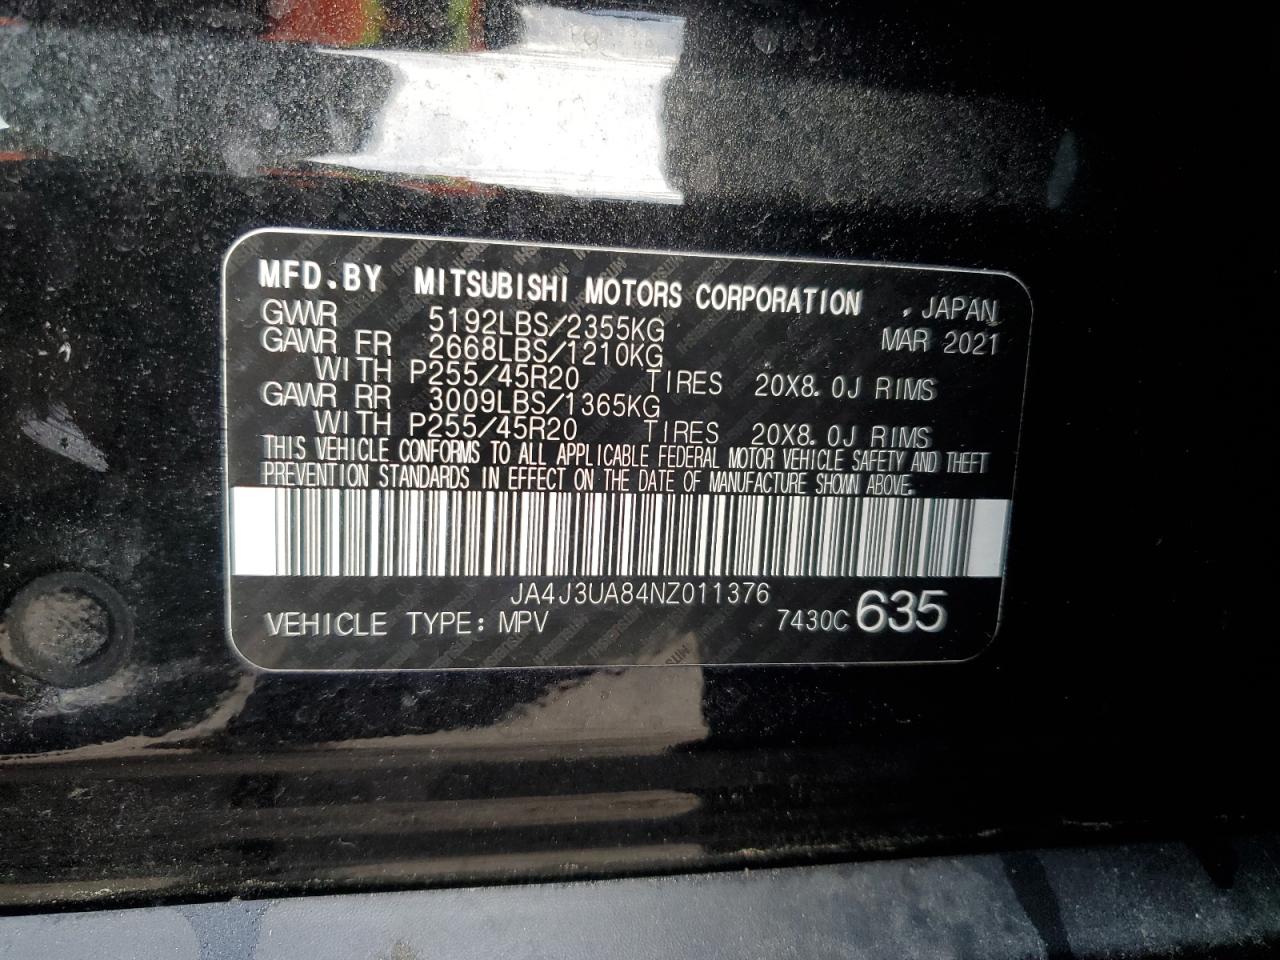 MFD.BY MITSUBISHI MOTORS CORPORATION , JAPAN
GVWR 5192LBS/2355KG MAR 2021
GAWR FR 2668LBS/1210KG
WITH P255/45R20 TIRES 20X8.0J RIMS
GAWR RR 3009LBS/1365KG
WITH P255/45R20 TIRES 20X8.0J RIMS
THIS VEHICLE CONFORMS TO ALL APPLICABLE FEDERAL MOTOR VEHICLE SAFETY AND THEFT
PREVENTION STANDARDS IN EFFECT ON THE DATE OF MANUFACTURE SHOWN ABOVE.
JA4J3UA84NZ011376
VEHICLE TYPE: MPV 7430C 635